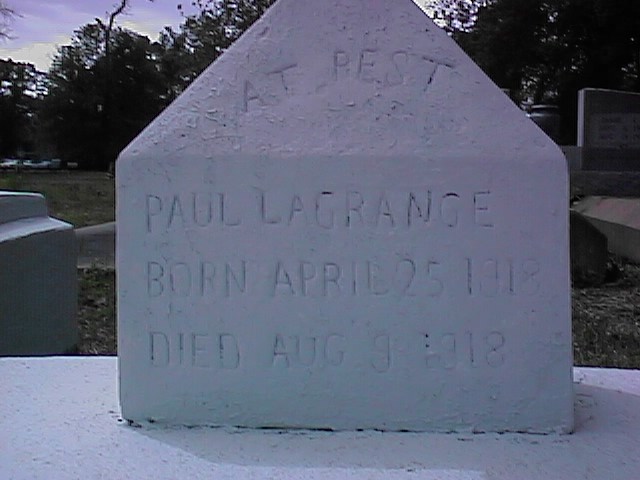 AT REST
PAUL LAGRANGE
BORN APRIL 25 1918
DIED AUG 9 1918